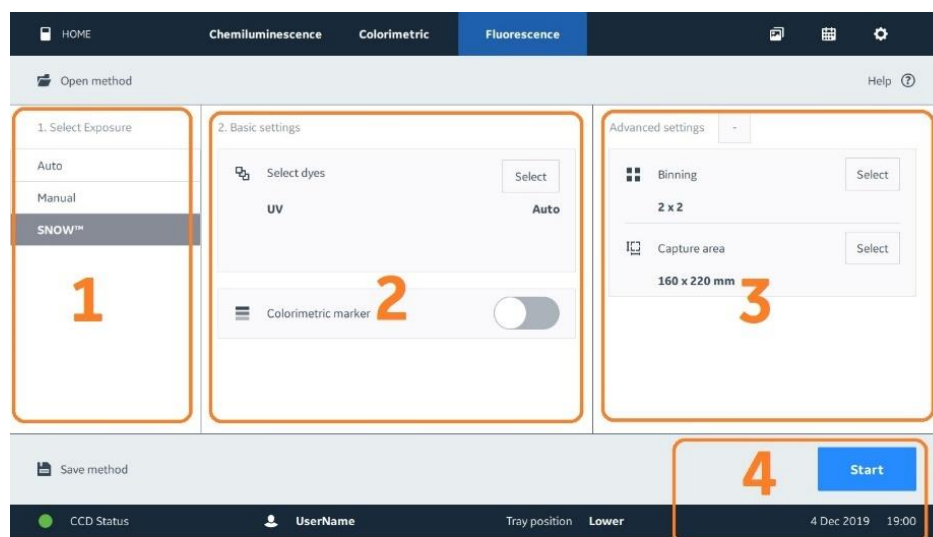 HOME Chemiluminescence Colorimetric Fluorescence
Open method Help ?
1. Select Exposure
Auto
Manual
SNOW™
1
2. Basic settings
Select dyes Select
UV Auto
Colorimetric marker
2
Advanced settings -
Binning Select
2 x 2
Capture area Select
160 x 220 mm
3
Save method
4
Start
CCD Status UserName Tray position Lower 4 Dec 2019 19:00